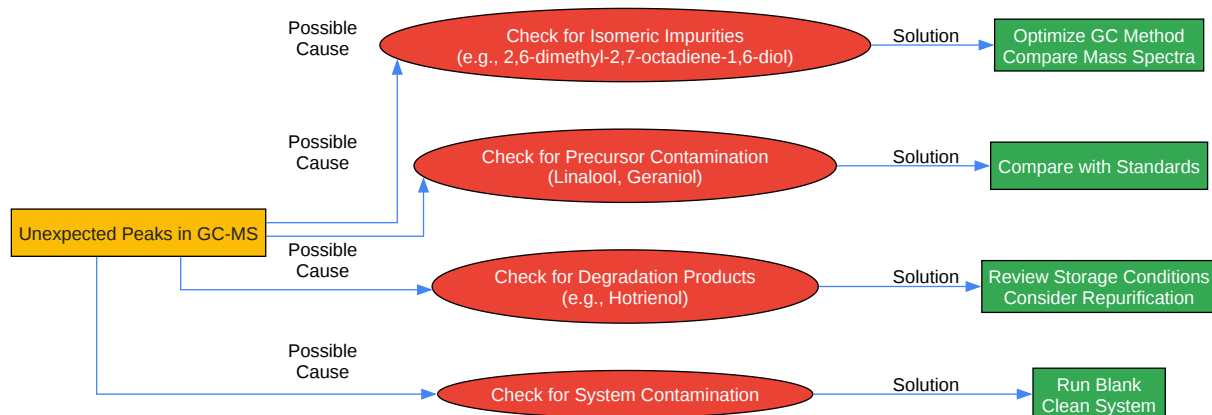 Possible
Cause
Check for Isomeric Impurities
(e.g., 2,6-dimethyl-2,7-octadiene-1,6-diol)
Solution
Optimize GC Method
Compare Mass Spectra
Possible
Cause
Check for Precursor Contamination
(Linalool, Geraniol)
Solution
Compare with Standards
Unexpected Peaks in GC-MS
Possible
Cause
Check for Degradation Products
(e.g., Hotrienol)
Solution
Review Storage Conditions
Consider Repurification
Possible
Cause
Check for System Contamination
Solution
Run Blank
Clean System